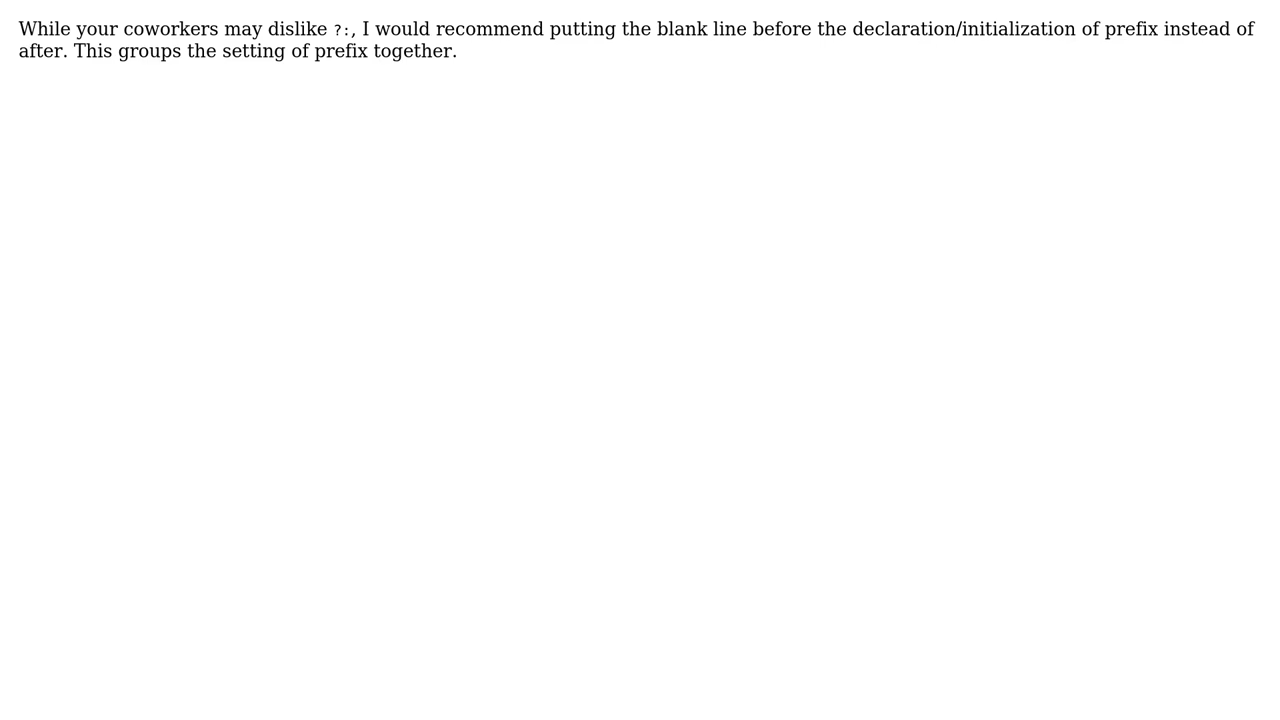 While your coworkers may dislike ?:, I would recommend putting the blank line before the declaration/initialization of prefix instead of
after. This groups the setting of prefix together.